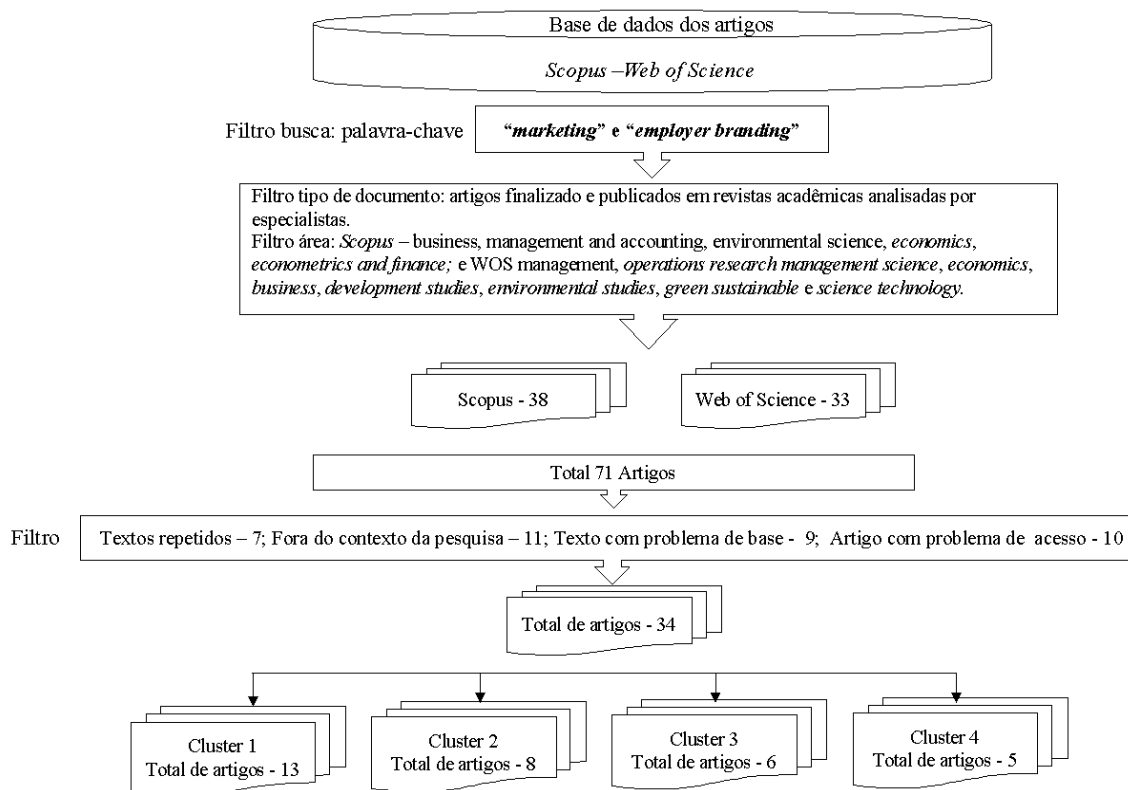 Base de dados dos artigos
Scopus –Web of Science
Filtro busca: palavra-chave
“marketing” e “employer branding”
Filtro tipo de documento: artigos finalizado e publicados em revistas acadêmicas analisadas por
especialistas.
Filtro área: Scopus – business, management and accounting, environmental science, economics,
econometrics and finance; e WOS management, operations research management science, economics,
business, development studies, environmental studies, green sustainable e science technology.
Scopus - 38
Web of Science - 33
Total 71 Artigos
Filtro
Textos repetidos – 7; Fora do contexto da pesquisa – 11; Texto com problema de base - 9; Artigo com problema de acesso - 10
Total de artigos - 34
Cluster 1
Total de artigos - 13
Cluster 2
Total de artigos - 8
Cluster 3
Total de artigos - 6
Cluster 4
Total de artigos - 5